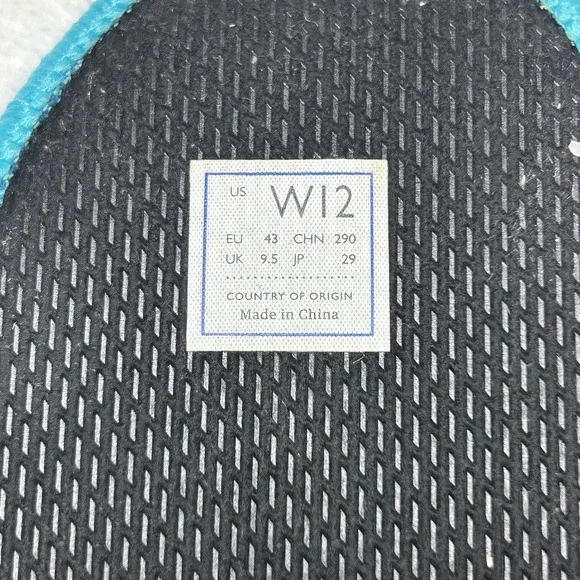 US W12
EU 43 CHN 290
UK 9.5 JP 29
COUNTRY OF ORIGIN
Made in China